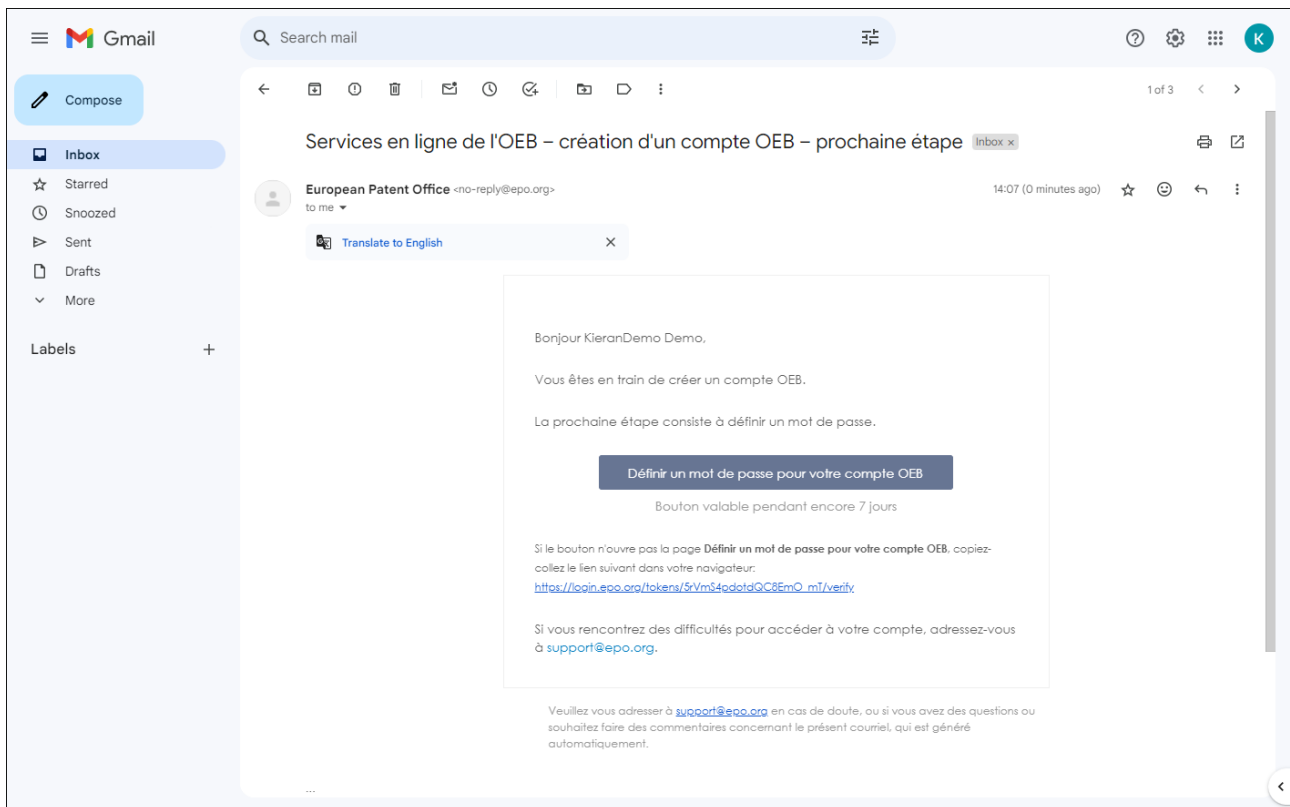 Gmail
Search mail
K
Compose
1 of 3
Inbox
Starred
Snoozed
Sent
Drafts
More
Labels
Services en ligne de l'OEB – création d'un compte OEB – prochaine étape Inbox x
European Patent Office <no-reply@epo.org>
14:07 (0 minutes ago)
to me
Translate to English
Bonjour KieranDemo Demo,
Vous êtes en train de créer un compte OEB.
La prochaine étape consiste à définir un mot de passe.
Définir un mot de passe pour votre compte OEB
Bouton valable pendant encore 7 jours
Si le bouton n'ouvre pas la page Définir un mot de passe pour votre compte OEB, copiez-
collez le lien suivant dans votre navigateur:
https://login.epo.org/tokens/5rVmS4pdotdQC8EmO_mT/verify
Si vous rencontrez des difficultés pour accéder à votre compte, adressez-vous
à support@epo.org.
Veuillez vous adresser à support@epo.org en cas de doute, ou si vous avez des questions ou
souhaitez faire des commentaires concernant le présent courriel, qui est généré
automatiquement.
...